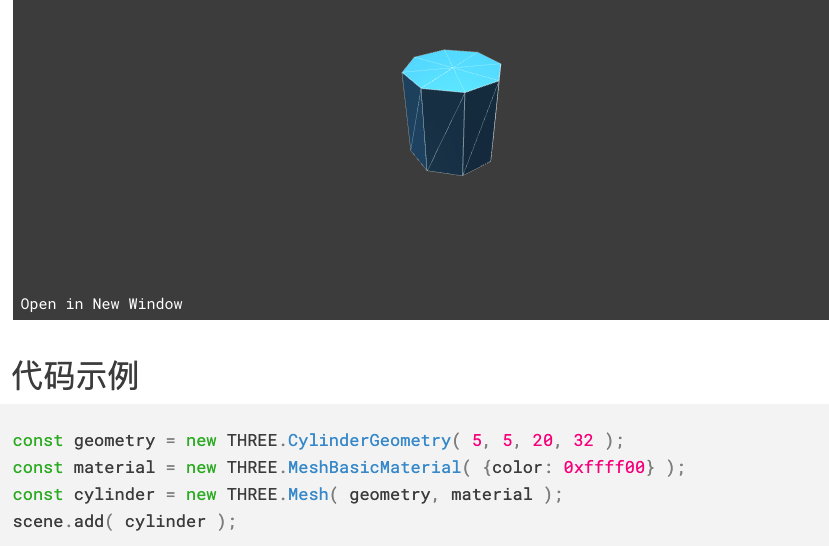 Open in New Window
代码示例
const geometry = new THREE.CylinderGeometry( 5, 5, 20, 32 );
const material = new THREE.MeshBasicMaterial( {color: 0xffff00} );
const cylinder = new THREE.Mesh( geometry, material );
scene.add( cylinder );